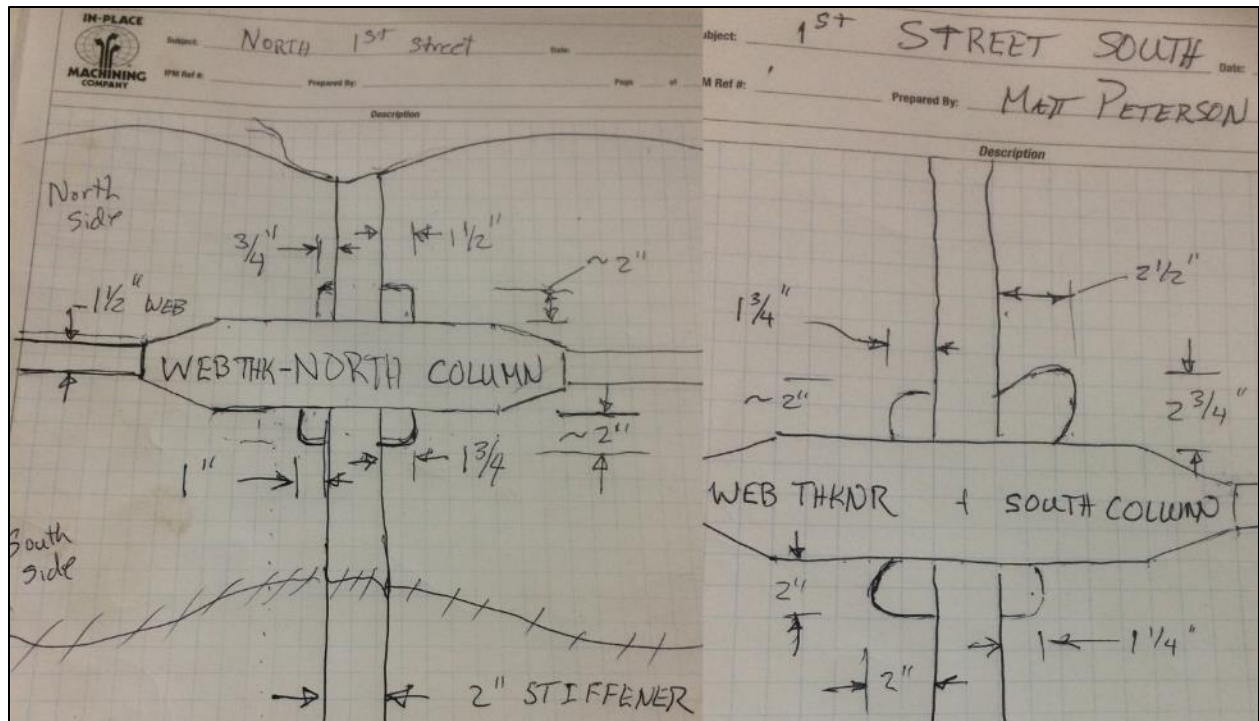 IN-PLACE
MACHINING
COMPANY
Subject: NORTH 1ST Street Date:
IPM Ref #: Prepared By: Page of
Description
North
Side
3/4"
1 1/2"
~2"
1 1/2" WEB
WEB THK-NORTH COLUMN
~2"
1"
1 3/4
South
side
2" STIFFENER
bject: 1ST STREET SOUTH Date:
M Ref #: Prepared By: MATT PETERSON
Description
2 1/2"
1 3/4"
~2"
2 3/4"
WEB THKNR + SOUTH COLUMN
2"
1 1/4"
2"